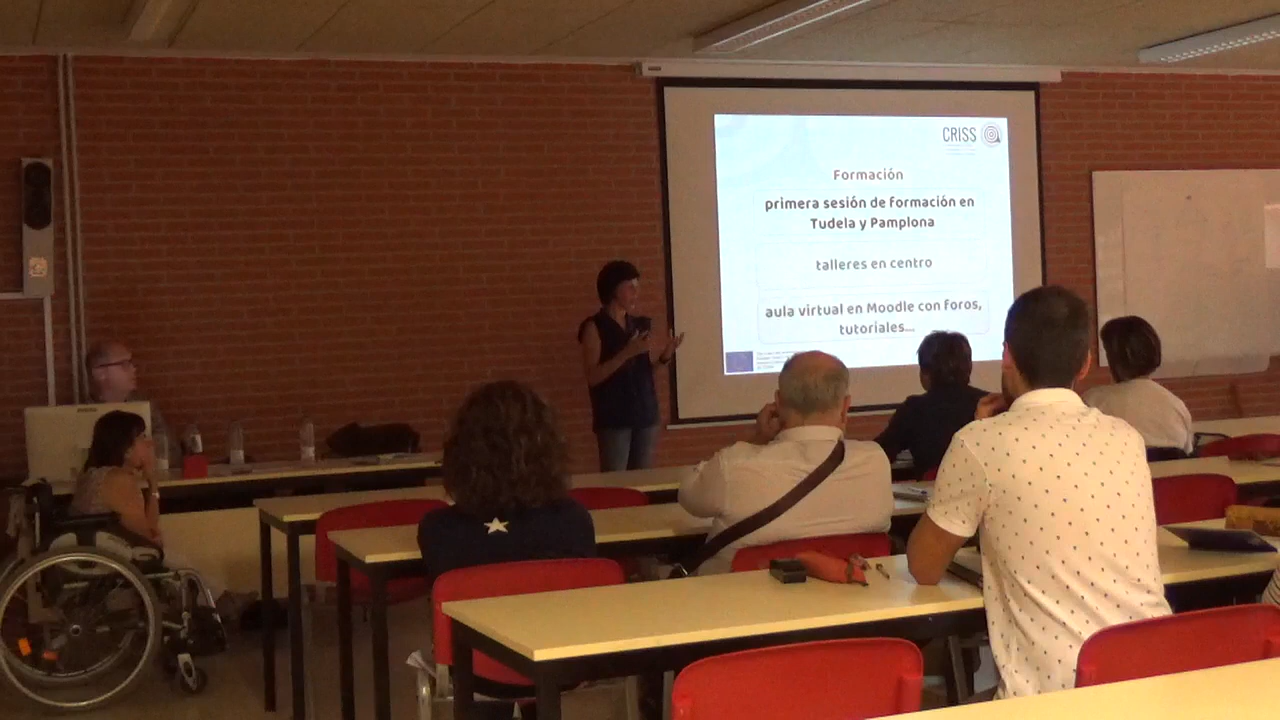 CRISS
Formación
primera sesión de formación en
Tudela y Pamplona
talleres en centro
aula virtual en Moodle con foros,
tutoriales...